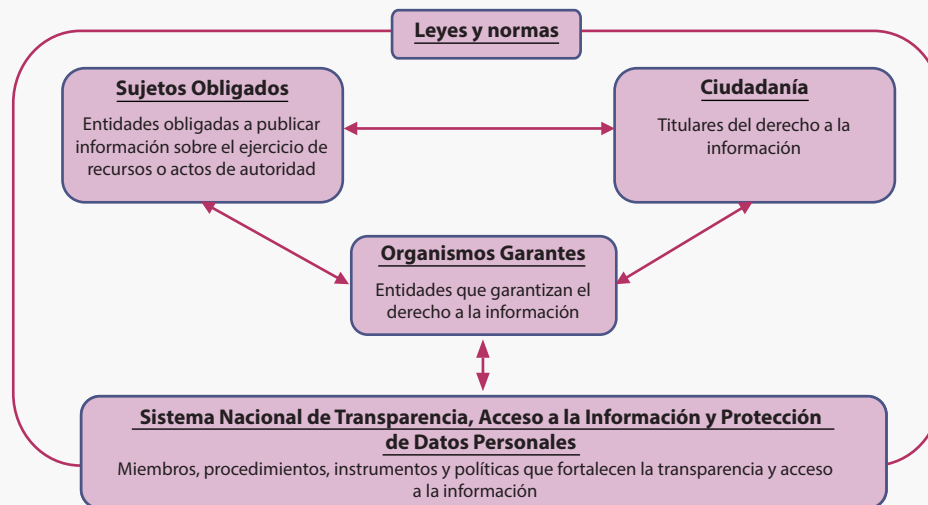 Leyes y normas
Sujetos Obligados
Entidades obligadas a publicar
información sobre el ejercicio de
recursos o actos de autoridad
Ciudadanía
Titulares del derecho a la
información
Organismos Garantes
Entidades que garantizan el
derecho a la información
Sistema Nacional de Transparencia, Acceso a la Información y Protección
de Datos Personales
Miembros, procedimientos, instrumentos y políticas que fortalecen la transparencia y acceso
a la información